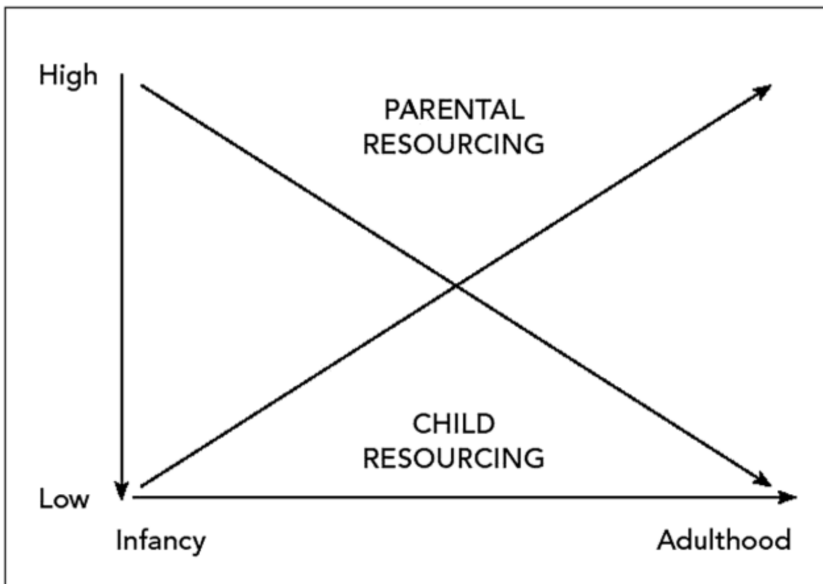 High
PARENTAL
RESOURCING
CHILD
RESOURCING
Low
Infancy
Adulthood